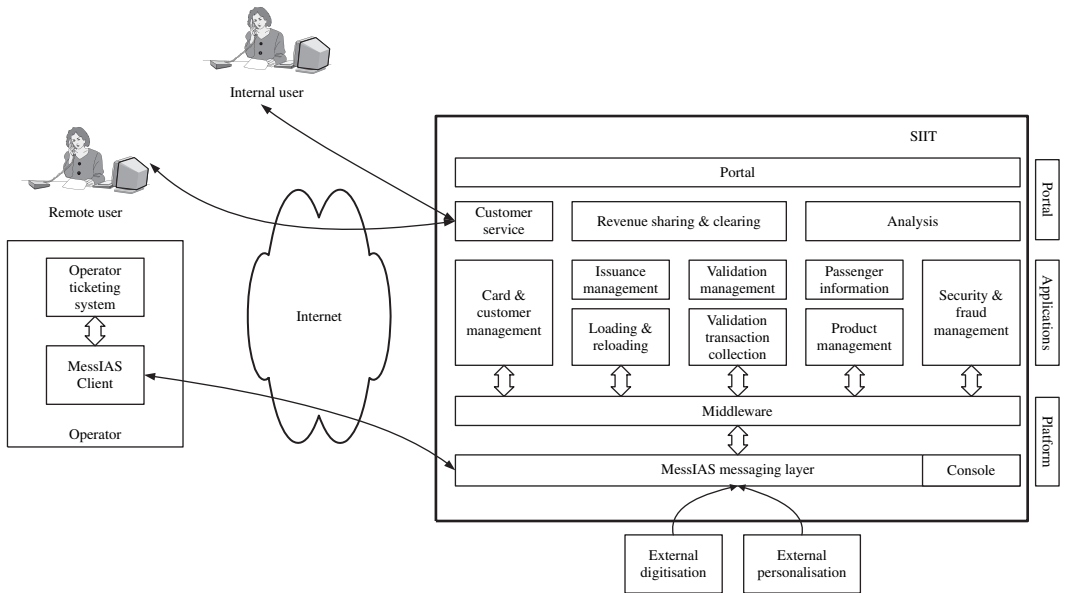 Internal user
Remote user
SIIT
Portal
Portal
Customer
service
Revenue sharing & clearing
Analysis
Operator
ticketing
system
MessIAS
Client
Operator
Internet
Card &
customer
management
Issuance
management
Validation
management
Passenger
information
Security &
fraud
management
Loading &
reloading
Validation
transaction
collection
Product
management
Applications
Middleware
Platform
MessIAS messaging layer
Console
External
digitisation
External
personalisation